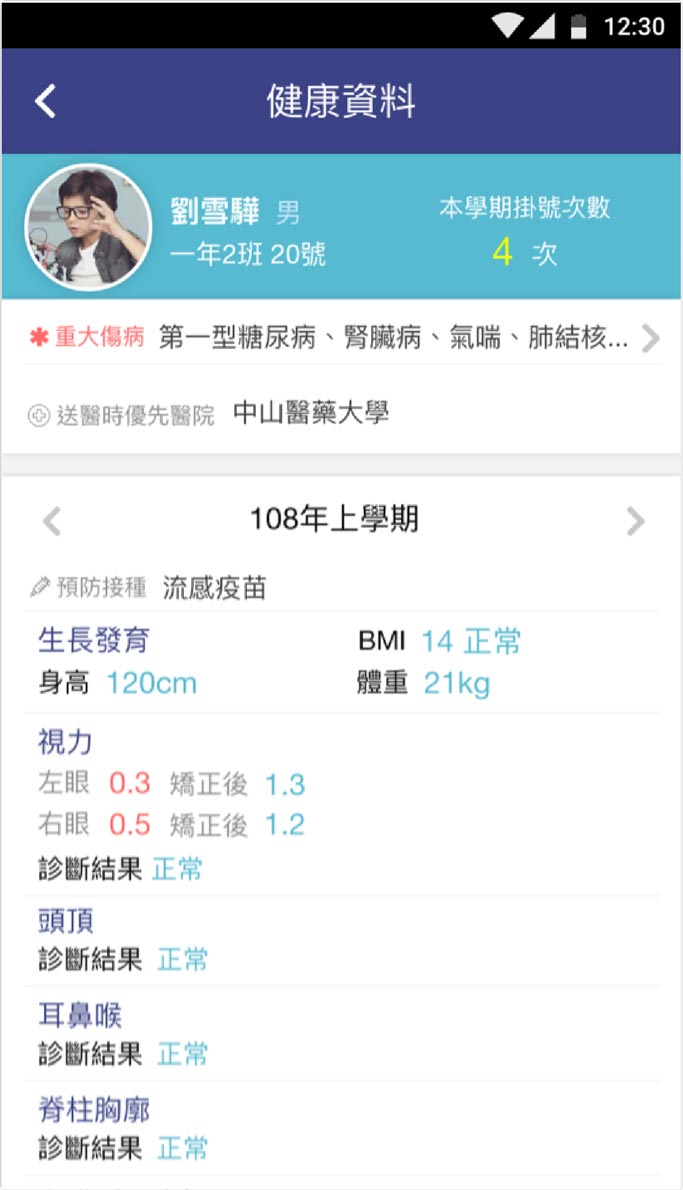 12:30
健康資料
劉雪驊 男
一年2班 20號
本學期掛號次數
4 次
重大傷病 第一型糖尿病、腎臟病、氣喘、肺結核...
送醫時優先醫院 中山醫藥大學
108年上學期
預防接種 流感疫苗
生長發育 BMI 14 正常
身高 120cm 體重 21kg
視力
左眼 0.3 矯正後 1.3
右眼 0.5 矯正後 1.2
診斷結果 正常
頭頂
診斷結果 正常
耳鼻喉
診斷結果 正常
脊柱胸廓
診斷結果 正常